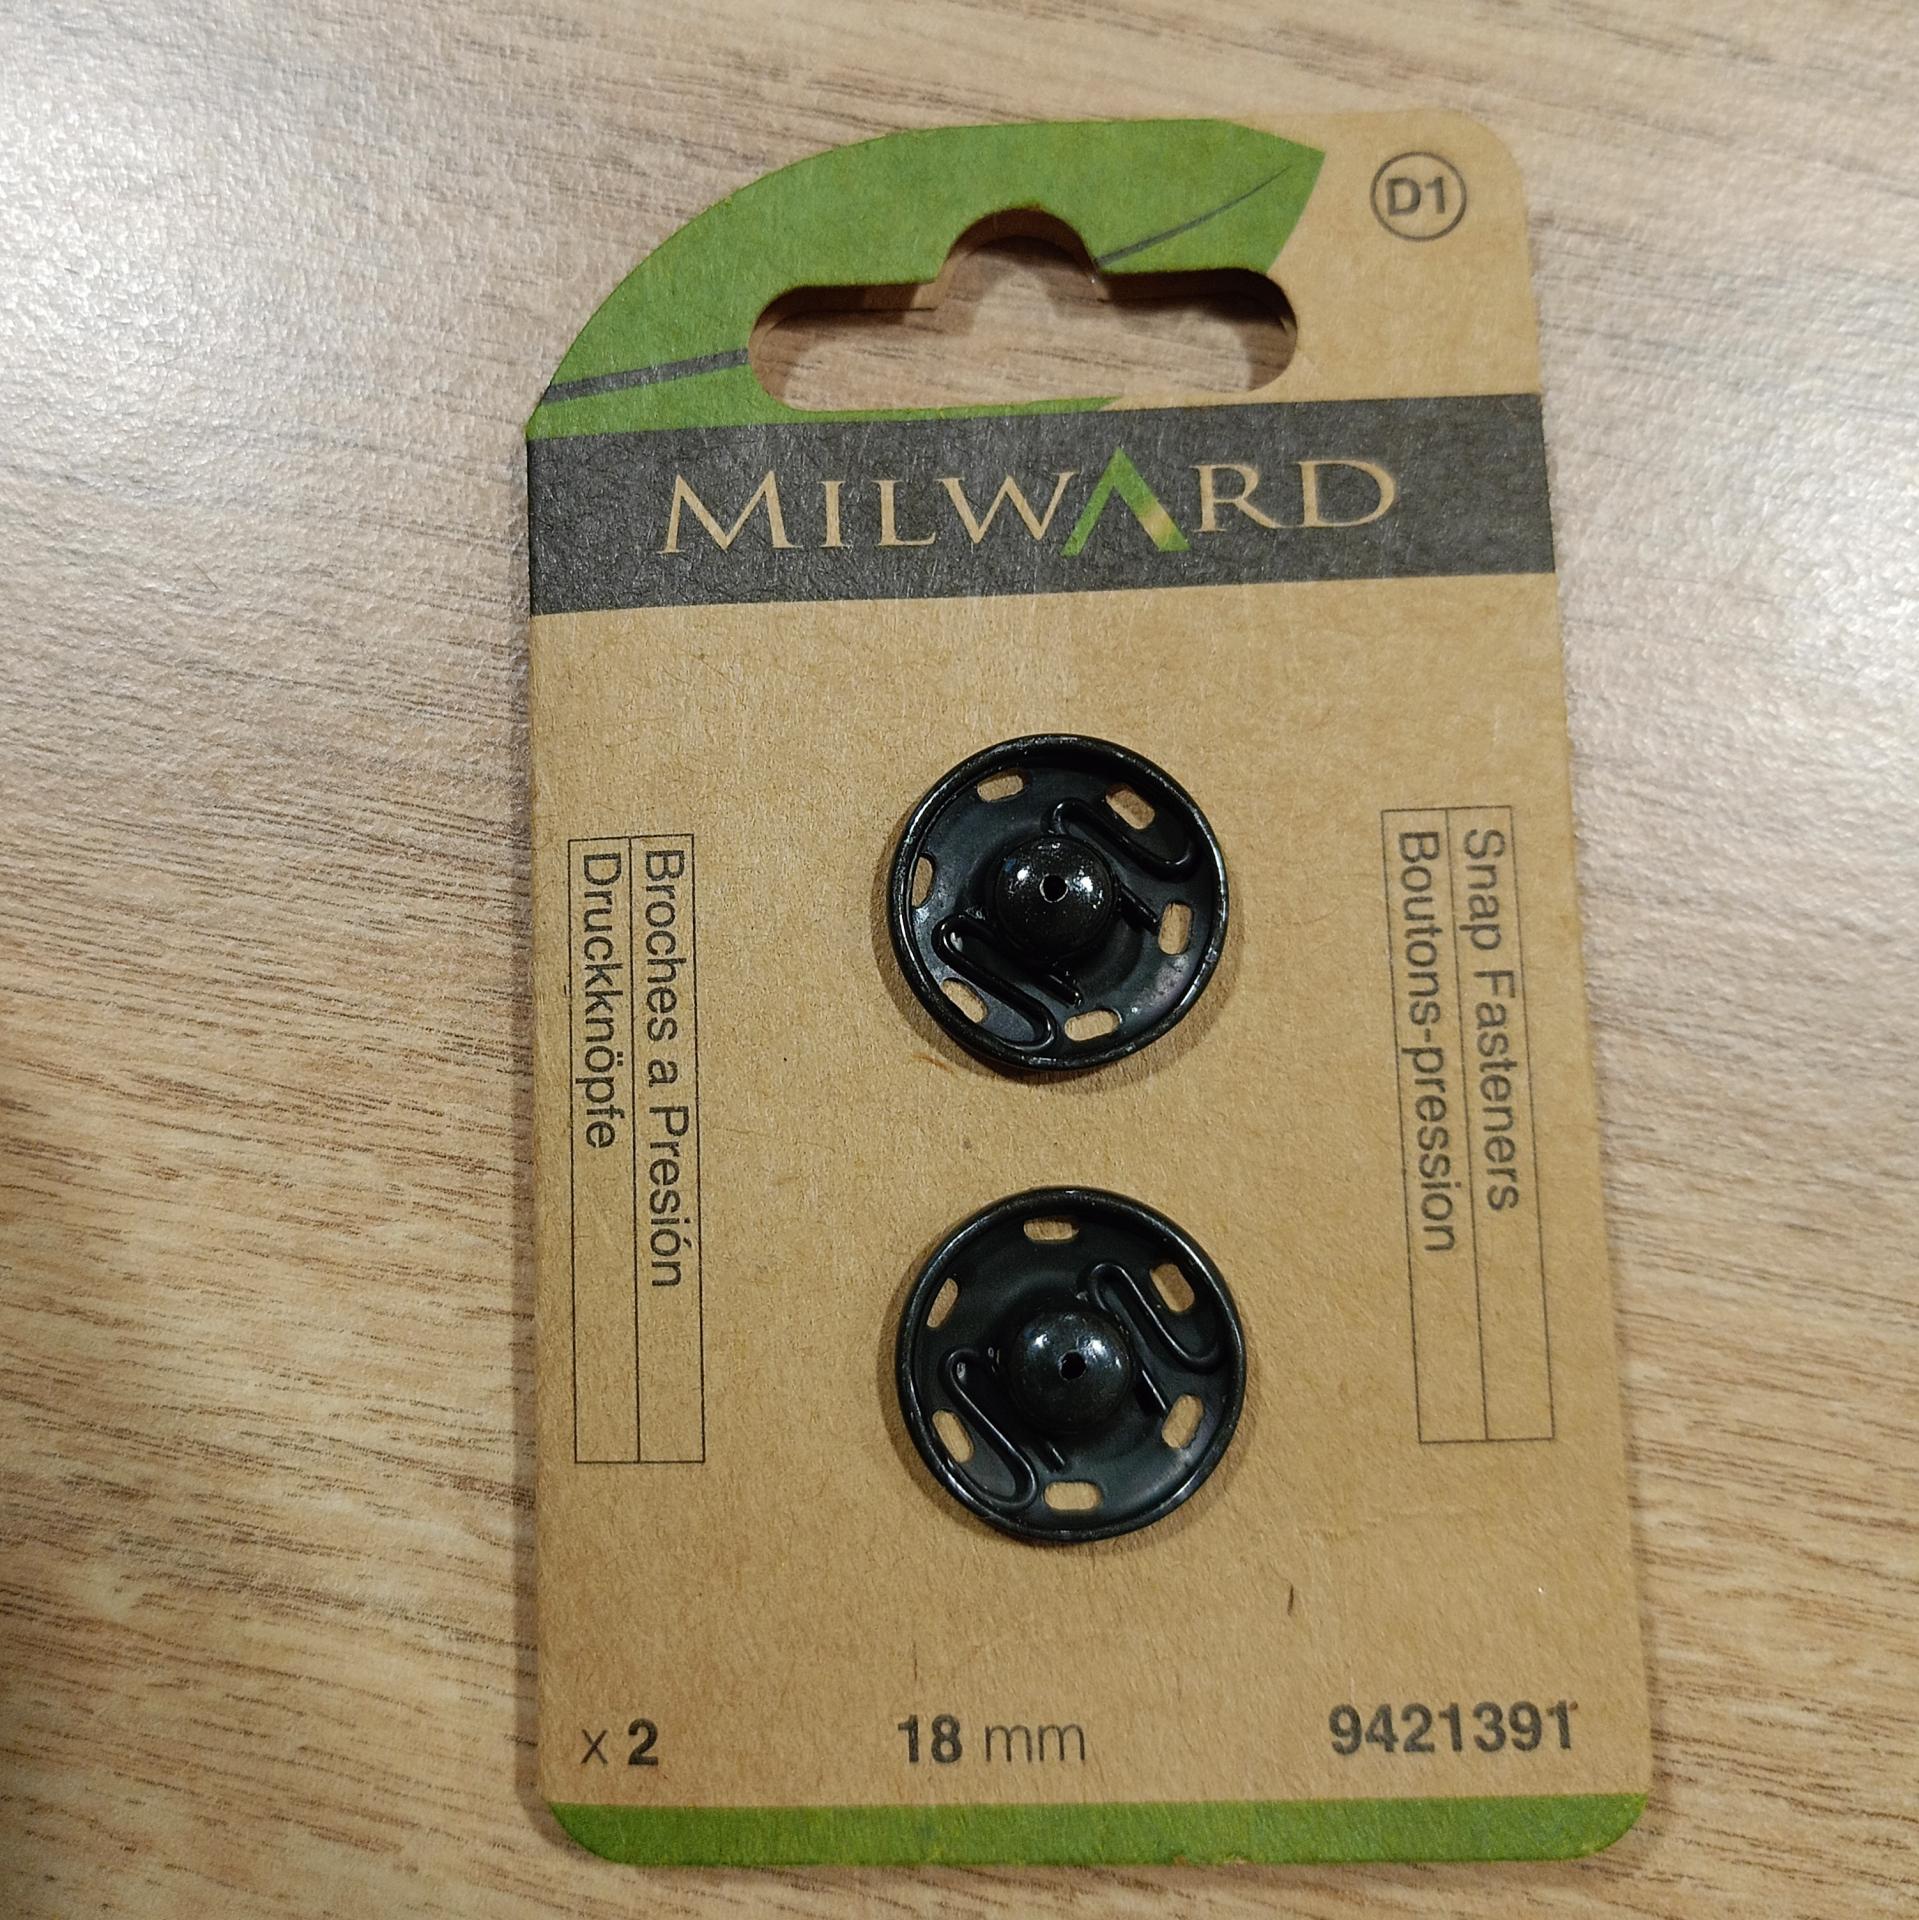 D1
MILWARD
Snap Fasteners
Boutons-pression
Broches a Presión
Druckknöpfe
x 2
18 mm
9421391